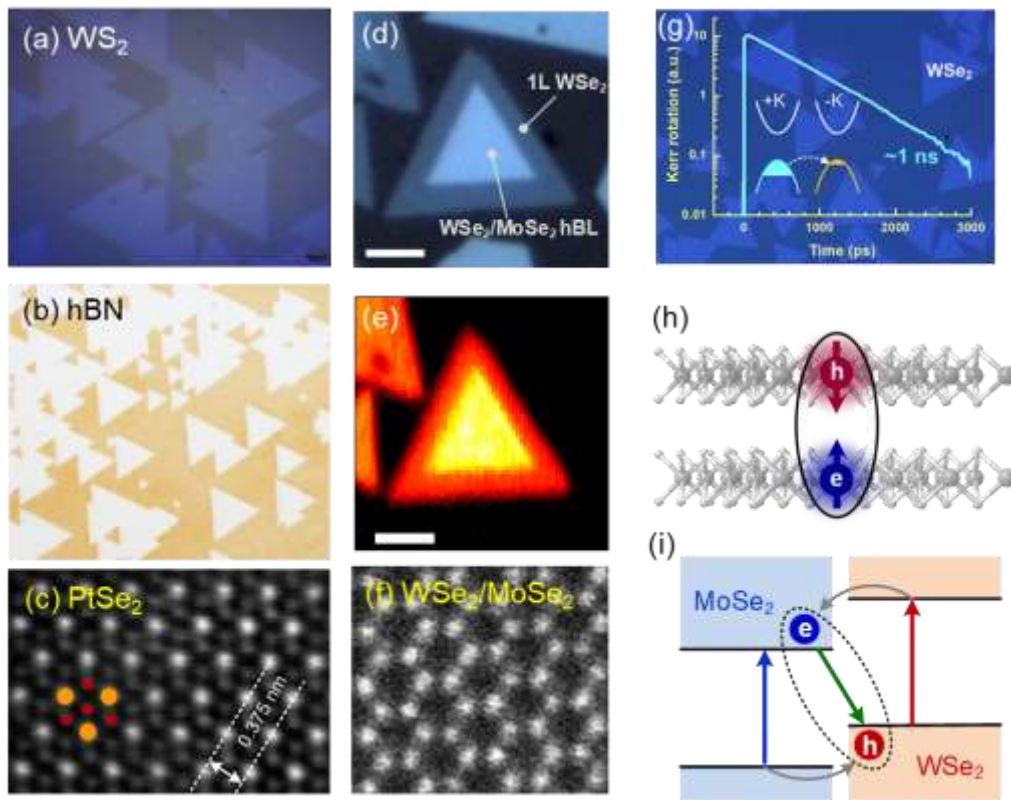 (a) WS₂
(b) hBN
(c) PtSe₂
0.375 nm
(d)
1L WSe₂
WSe₂/MoSe₂ hBL
(e)
(f) WSe₂/MoSe₂
(g)
WSe₂
Kerr rotation (a.u.)
10
1
0.1
0.01
+K
-K
~1 ns
0
1000
2000
3000
Time (ps)
(h)
h
e
(i)
MoSe₂
e
h
WSe₂